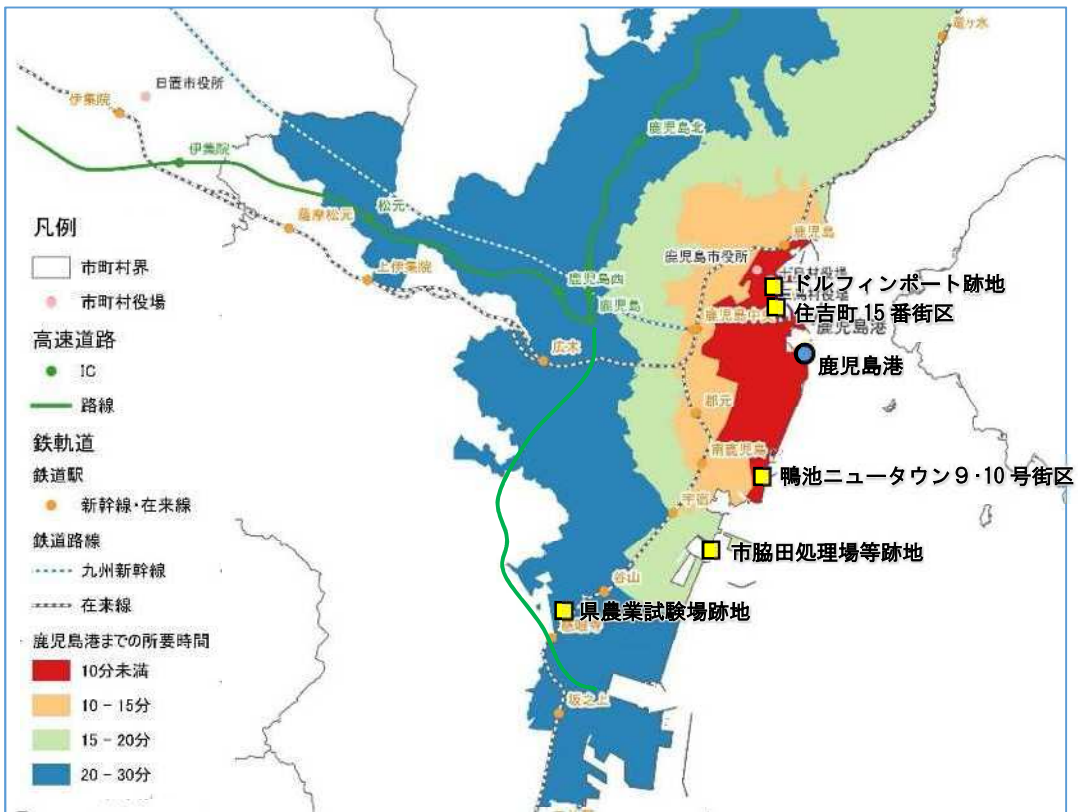 竜ヶ水
日置市役所
伊集院
伊集院
鹿児島北
松元
薩摩松元
上伊集院
鹿児島
鹿児島市役所
ドルフィンポート跡地
住吉町15番街区
鹿児島西
鹿児島
鹿児島中央
鹿児島港
鹿児島港
広木
郡元
南鹿児島
鴨池ニュータウン9・10号街区
宇宿
市脇田処理場等跡地
谷山
県農業試験場跡地
坂之上
凡例
市町村界
市町村役場
高速道路
IC
路線
鉄軌道
鉄道駅
新幹線・在来線
鉄道路線
九州新幹線
在来線
鹿児島港までの所要時間
10分未満
10 - 15分
15 - 20分
20 - 30分